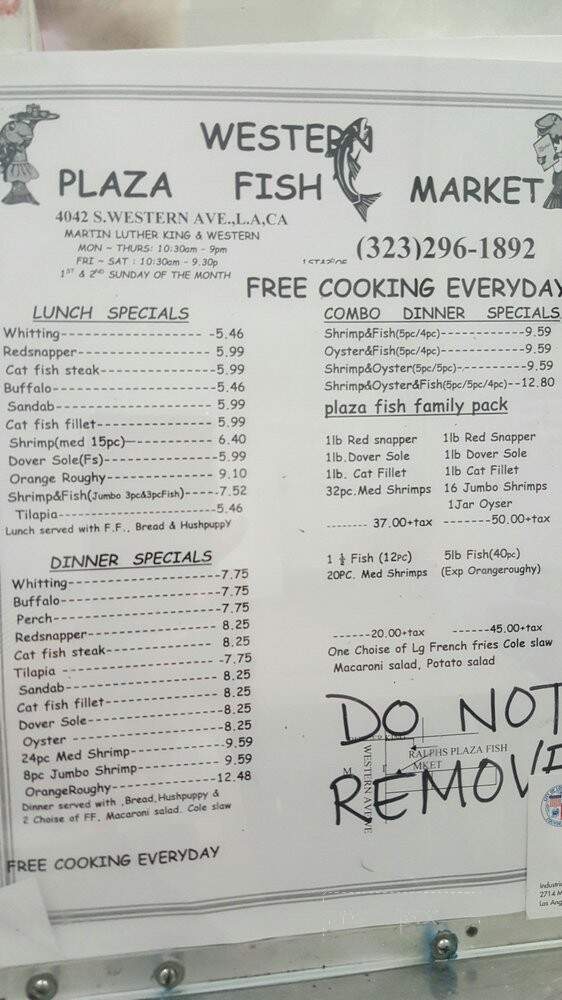 WESTERN
PLAZA FISH MARKET
4042 S.WESTERN AVE.,L.A,CA
MARTIN LUTHER KING & WESTERN
MON ~ THURS: 10:30am - 9pm
FRI ~ SAT : 10:30am - 9.30p
1ST & 2ND SUNDAY OF THE MONTH
(323)296-1892
FREE COOKING EVERYDAY
LUNCH SPECIALS
Whitting-5.46
Redsnapper- 5.99
Cat fish steak-5.99
Buffalo-5.46
Sandab- 5.99
Cat fish fillet- 5.99
Shrimp(med 15pc)- 6.40
Dover Sole(Fs)-5.99
Orange Roughy- 9.10
Shrimp&Fish(Jumbo 3pc&3pcFish)-7.52
Tilapia-5.46
Lunch served with F.F., Bread & HushpuppY
DINNER SPECIALS
Whitting-7.75
Buffalo-7.75
Perch-7.75
Redsnapper- 8.25
Cat fish steak- 8.25
Tilapia -7.75
Sandab- 8.25
Cat fish fillet- 8.25
Dover Sole-8.25
Oyster -8.25
24pc Med Shrimp-9.59
8pc Jumbo Shrimp- 9.59
OrangeRoughy- 12.48
Dinner served with ,Bread,Hushpuppy &
2 Choise of FF, Macaroni salad, Cole slaw
FREE COOKING EVERYDAY
COMBO DINNER SPECIALS
Shrimp&Fish(5pc/4pc)-9.59
Oyster&Fish(5pc/4pc)-9.59
Shrimp&Oyster(5pc/5pc)-9.59
Shrimp&Oyster&Fish(5pc/5pc/4pc)--12.80
plaza fish family pack
1lb Red snapper 1lb Red Snapper
1lb.Dover Sole 1lb Dover Sole
1lb. Cat Fillet 1lb Cat Fillet
32pc.Med Shrimps 16 Jumbo Shrimps
1Jar Oyser
------- 37.00+tax -------50.00+tax
1 ½ Fish (12pc) 5lb Fish(40pc)
20PC. Med Shrimps (Exp Orangeroughy)
------20.00+tax ------45.00+tax
One Choise of Lg French fries Cole slaw
Macaroni salad, Potato salad
DO NOT
REMOVE
RALPHS PLAZA FISH
MKET
WESTERN AVENUE
Industri
2714 M
Los Ang